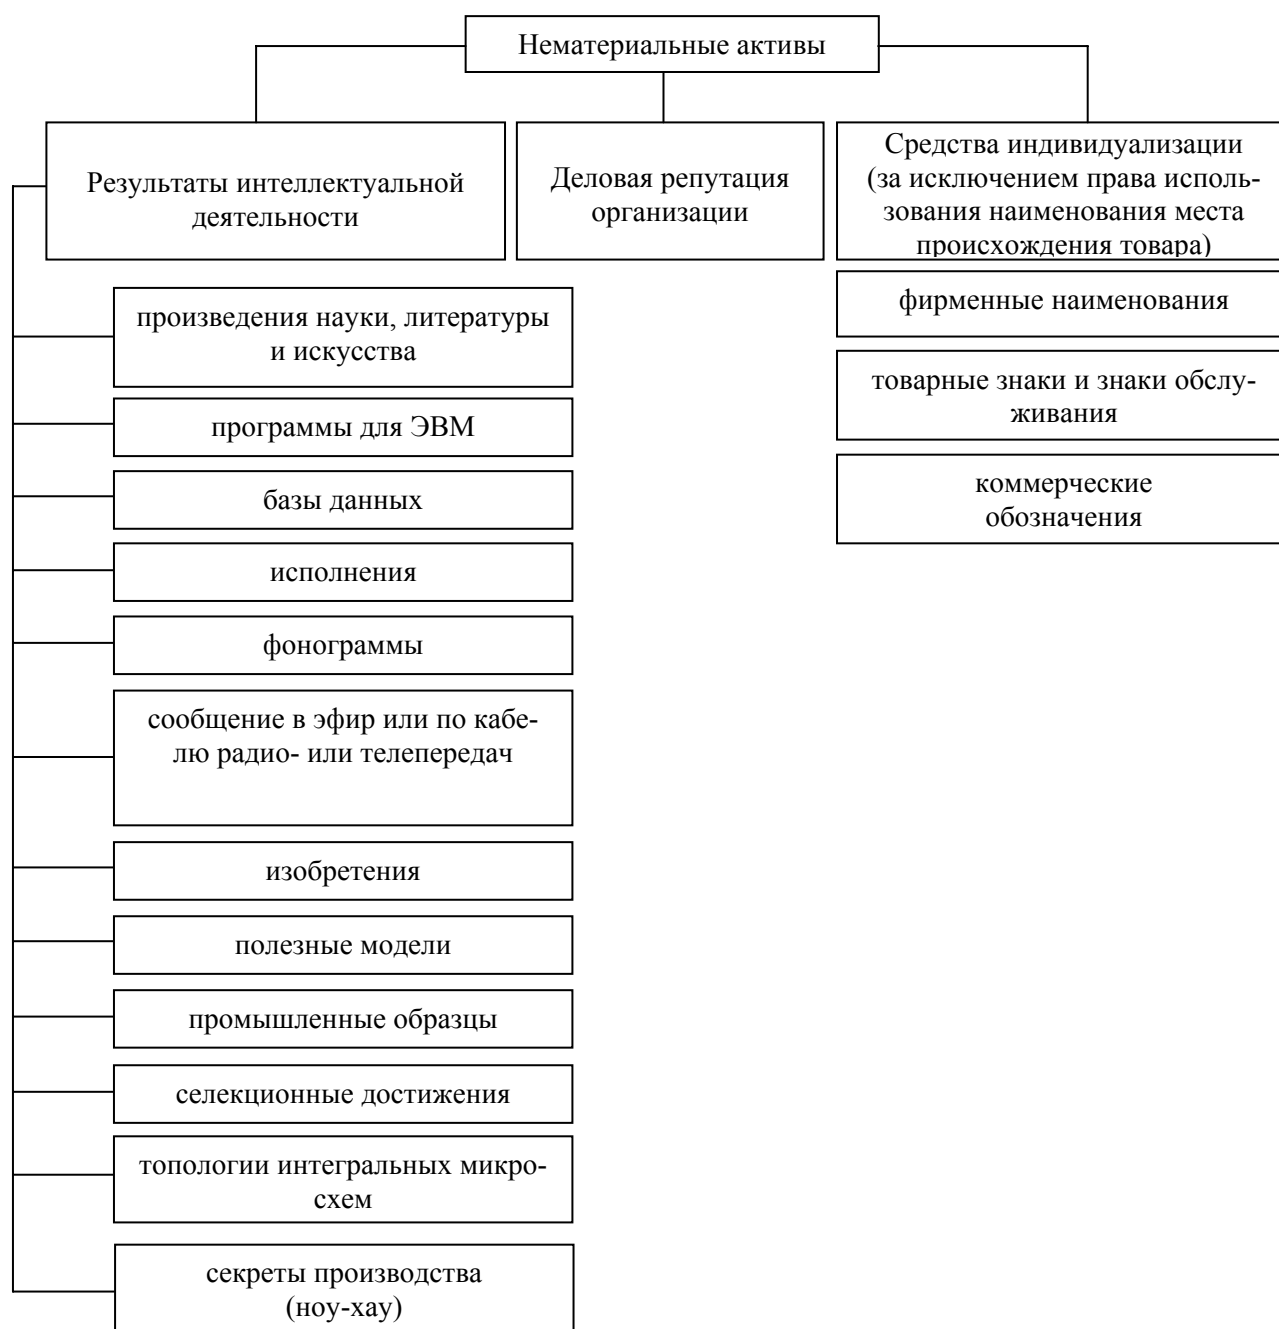 Нематериальные активы
Результаты интеллектуальной
деятельности
Деловая репутация
организации
Средства индивидуализации
(за исключением права исполь-
зования наименования места
происхождения товара)
произведения науки, литературы
и искусства
программы для ЭВМ
базы данных
исполнения
фонограммы
сообщение в эфир или по кабе-
лю радио- или телепередач
изобретения
полезные модели
промышленные образцы
селекционные достижения
топологии интегральных микро-
схем
секреты производства
(ноу-хау)
фирменные наименования
товарные знаки и знаки обслу-
живания
коммерческие
обозначения